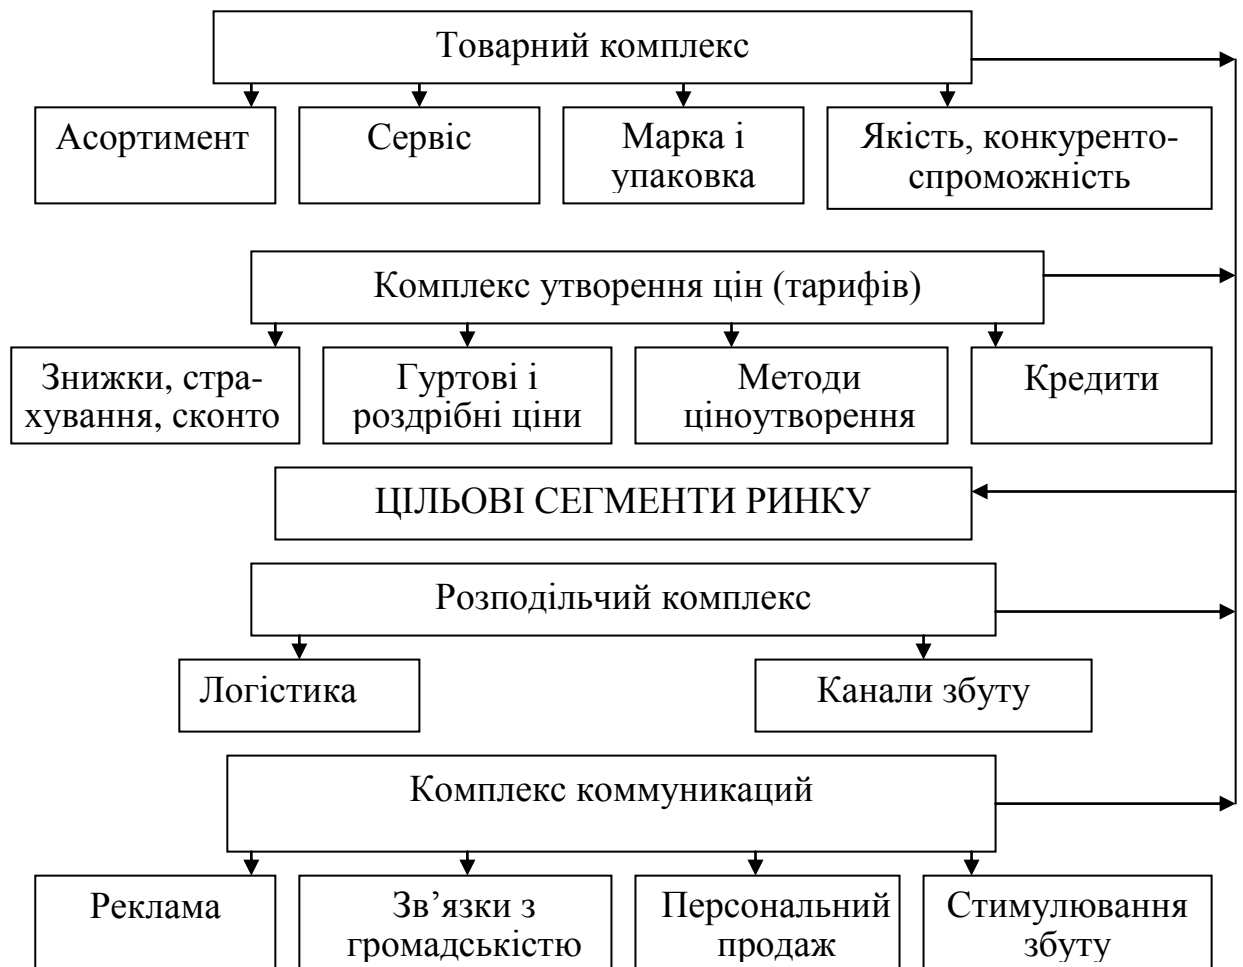 Товарний комплекс
Асортимент
Сервіс
Марка і
упаковка
Якість, конкуренто-
спроможність
Комплекс утворення цін (тарифів)
Знижки, стра-
хування, сконто
Гуртові і
роздрібні ціни
Методи
ціноутворення
Кредити
ЦІЛЬОВІ СЕГМЕНТИ РИНКУ
Розподільчий комплекс
Логістика
Канали збуту
Комплекс коммуникаций
Реклама
Зв’язки з
громадськістю
Персональний
продаж
Стимулювання
збуту